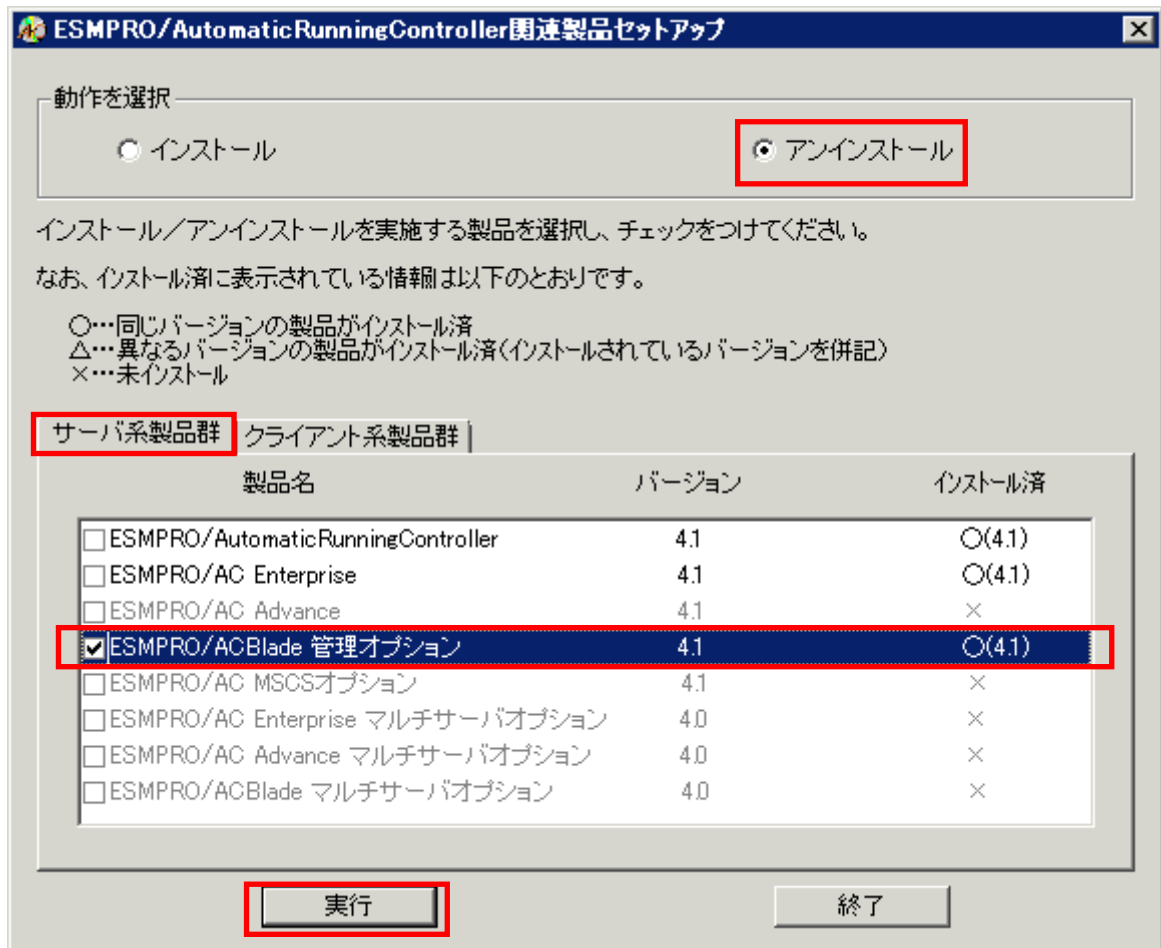 ESMPRO/AutomaticRunningController関連製品セットアップ
動作を選択
インストール
アンインストール
インストール／アンインストールを実施する製品を選択し、チェックをつけてください。
なお、インストール済に表示されている情報は以下のとおりです。
○…同じバージョンの製品がインストール済
△…異なるバージョンの製品がインストール済(インストールされているバージョンを併記)
×…未インストール
サーバ系製品群 クライアント系製品群
製品名 バージョン インストール済
ESMPRO/AutomaticRunningController 4.1 ○(4.1)
ESMPRO/AC Enterprise 4.1 ○(4.1)
ESMPRO/AC Advance 4.1 ×
ESMPRO/ACBlade 管理オプション 4.1 ○(4.1)
ESMPRO/AC MSCSオプション 4.1 ×
ESMPRO/AC Enterprise マルチサーバオプション 4.0 ×
ESMPRO/AC Advance マルチサーバオプション 4.0 ×
ESMPRO/ACBlade マルチサーバオプション 4.0 ×
実行 終了